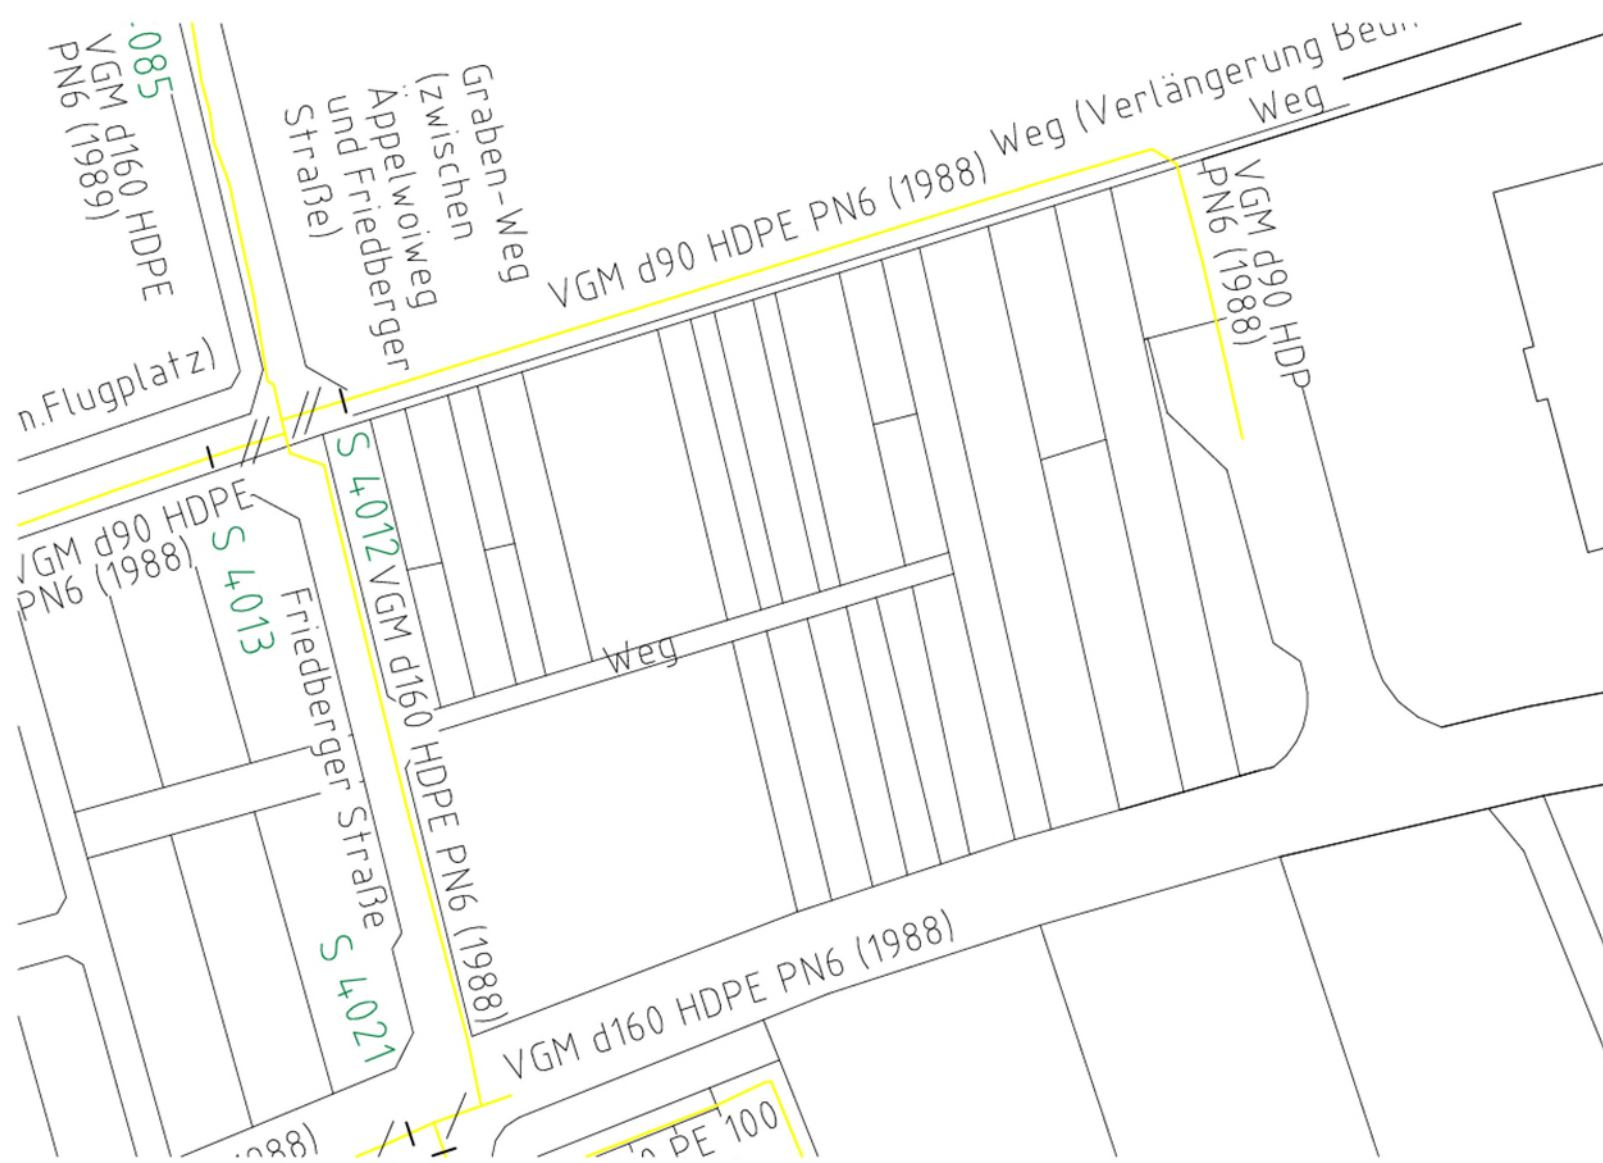 .085
VGM d160 HDPE
PN6 (1989)
Graben-Weg
(zwischen
Äppelwoiweg
und Friedberger
Straße)
VGM d90 HDPE PN6 (1988)
Weg (Verlängerung
Weg
VGM d90 HDP
PN6 (1988)
n.Flugplatz)
VGM d90 HDPE
PN6 (1988)
S 4013
S 4012
VGM d160 HDPE PN6 (1988)
Friedberger Straße
Weg
S 4021
VGM d160 HDPE PN6 (1988)
988)
PE 100